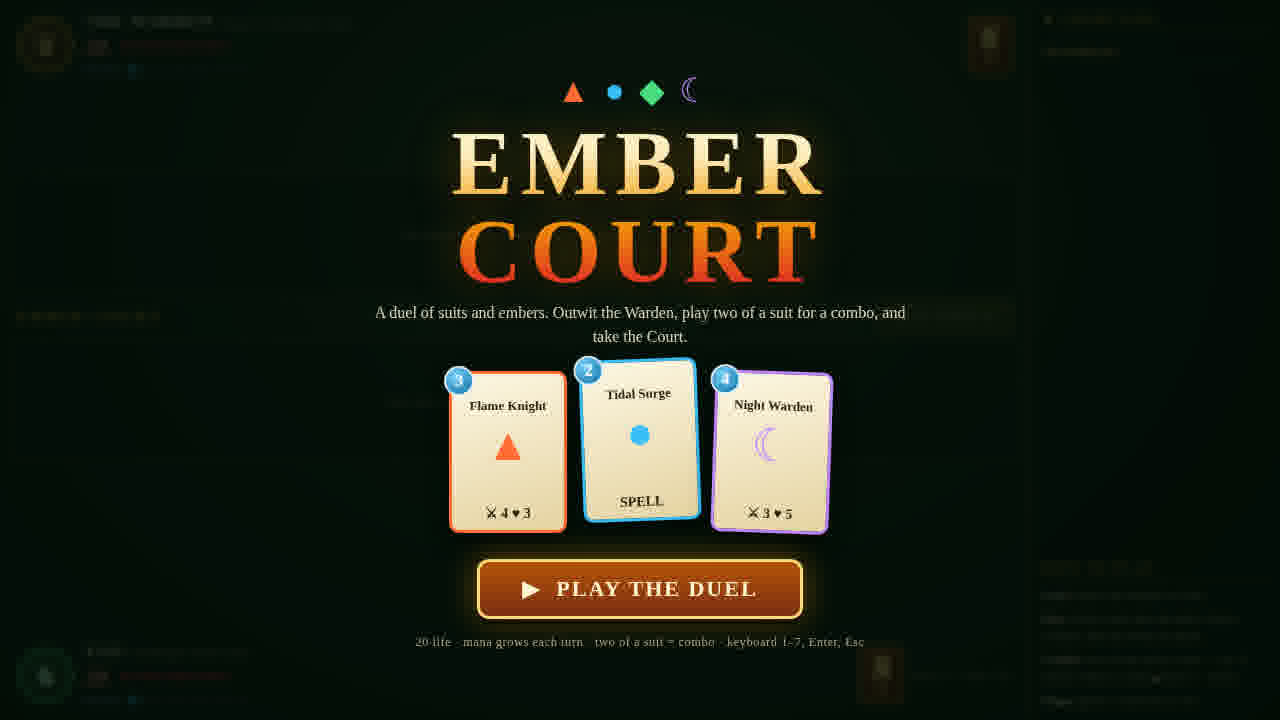 EMBER
COURT
A duel of suits and embers. Outwit the Warden, play two of a suit for a combo, and
take the Court.
3
Flame Knight
⚔ 4 ♥ 3
2
Tidal Surge
SPELL
4
Night Warden
⚔ 3 ♥ 5
▶ PLAY THE DUEL
20 life · mana grows each turn · two of a suit = combo · keyboard 1–7, Enter, Esc